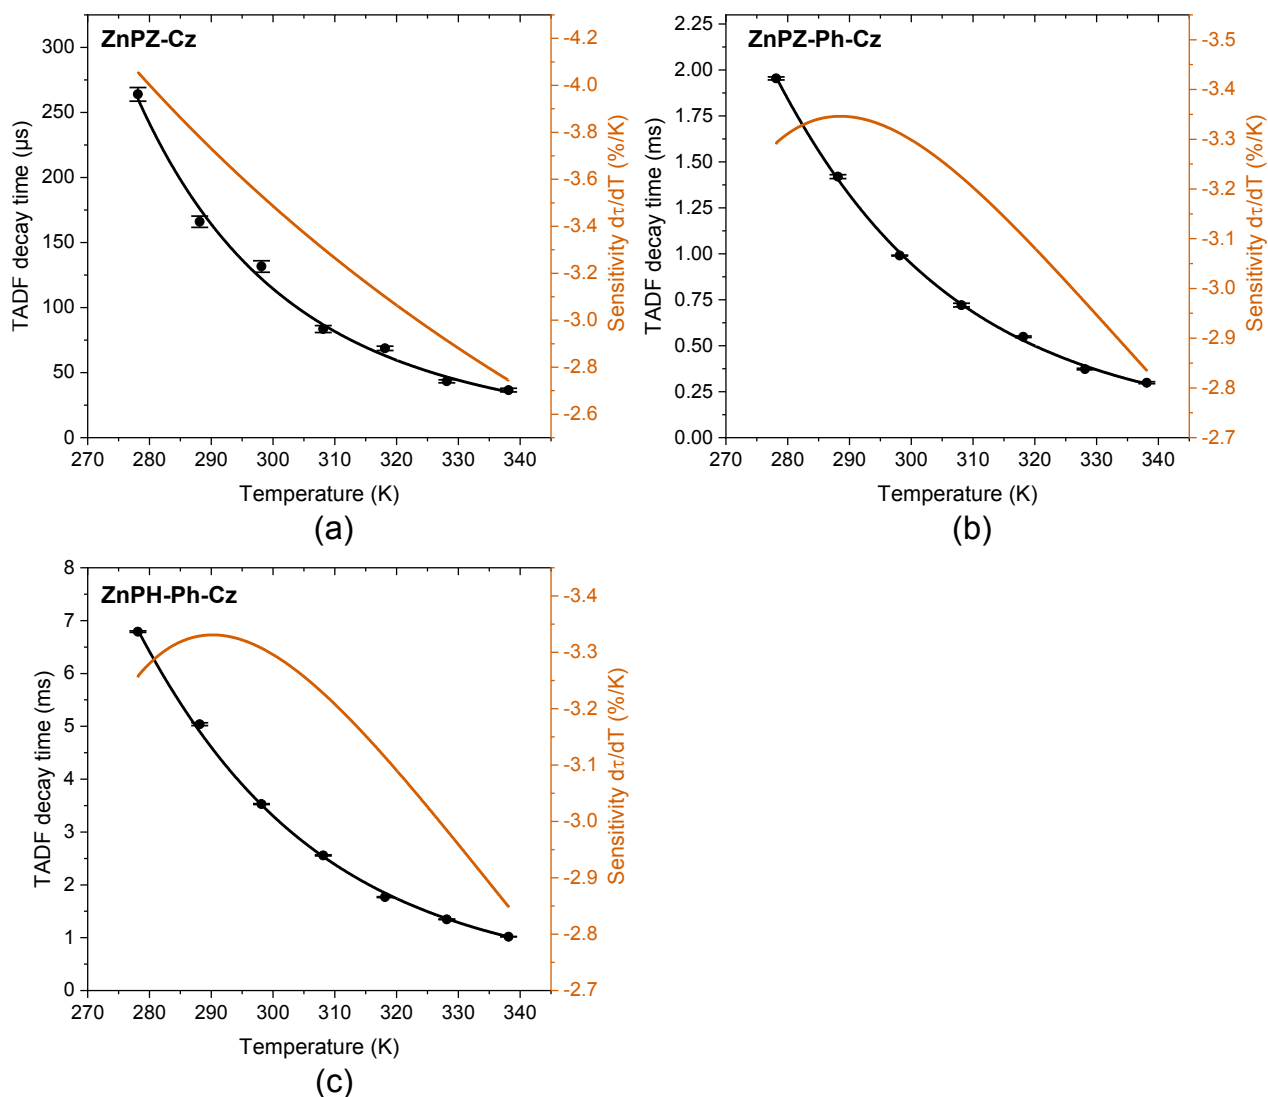 ZnPZ-Cz
TADF decay time (µs)
300
250
200
150
100
50
0
270 280 290 300 310 320 330 340
Temperature (K)
-4.2
-4.0
-3.8
-3.6
-3.4
-3.2
-3.0
-2.8
-2.6
Sensitivity dτ/dT (%/K)
(a)
ZnPZ-Ph-Cz
TADF decay time (ms)
2.25
2.00
1.75
1.50
1.25
1.00
0.75
0.50
0.25
0.00
270 280 290 300 310 320 330 340
Temperature (K)
-3.5
-3.4
-3.3
-3.2
-3.1
-3.0
-2.9
-2.8
-2.7
Sensitivity dτ/dT (%/K)
(b)
ZnPH-Ph-Cz
TADF decay time (ms)
8
7
6
5
4
3
2
1
0
270 280 290 300 310 320 330 340
Temperature (K)
-3.4
-3.3
-3.2
-3.1
-3.0
-2.9
-2.8
-2.7
Sensitivity dτ/dT (%/K)
(c)